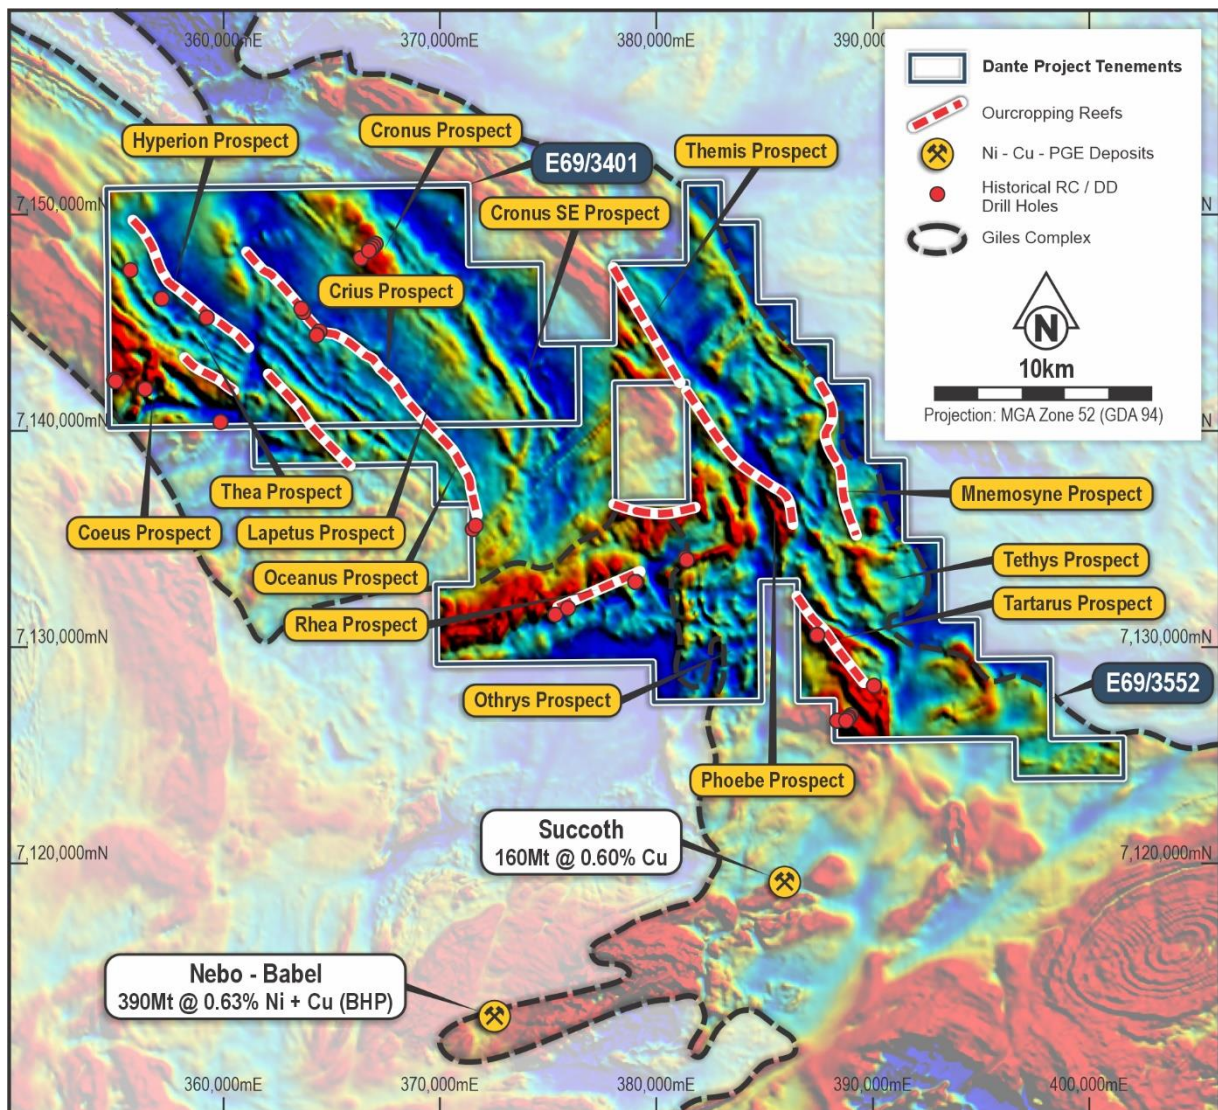 360,000mE
370,000mE
380,000mE
390,0
Dante Project Tenements
Ourcropping Reefs
Ni - Cu - PGE Deposits
Historical RC / DD
Drill Holes
Giles Complex
N
10km
Projection: MGA Zone 52 (GDA 94)
Hyperion Prospect
Cronus Prospect
Themis Prospect
E69/3401
7,150,000mN
N
Cronus SE Prospect
Crius Prospect
7,140,000mN
N
Thea Prospect
Mnemosyne Prospect
Coeus Prospect
Lapetus Prospect
Oceanus Prospect
Tethys Prospect
Tartarus Prospect
Rhea Prospect
7,130,000mN
7,130,000mN
E69/3552
Othrys Prospect
Phoebe Prospect
Succoth
160Mt @ 0.60% Cu
7,120,000mN
7,120,000mN
Nebo - Babel
390Mt @ 0.63% Ni + Cu (BHP)
360,000mE
370,000mE
380,000mE
390,000mE
400,000mE